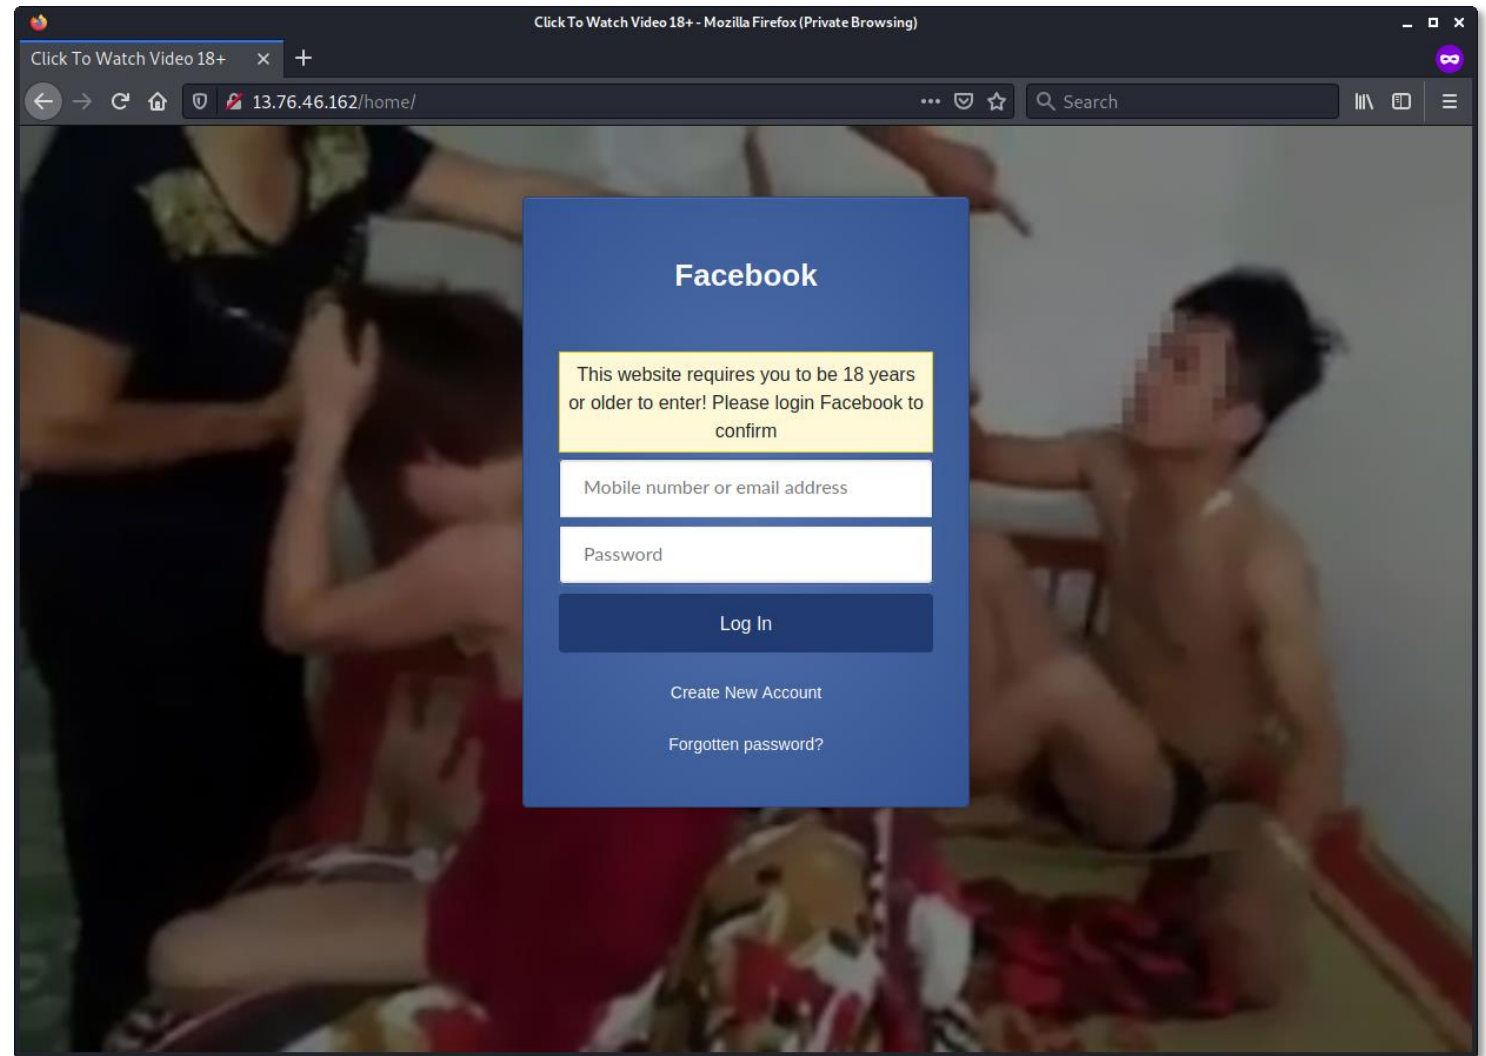 Click To Watch Video 18+ - Mozilla Firefox (Private Browsing)
Click To Watch Video 18+
13.76.46.162/home/
Search
Facebook
This website requires you to be 18 years
or older to enter! Please login Facebook to
confirm
Mobile number or email address
Password
Log In
Create New Account
Forgotten password?